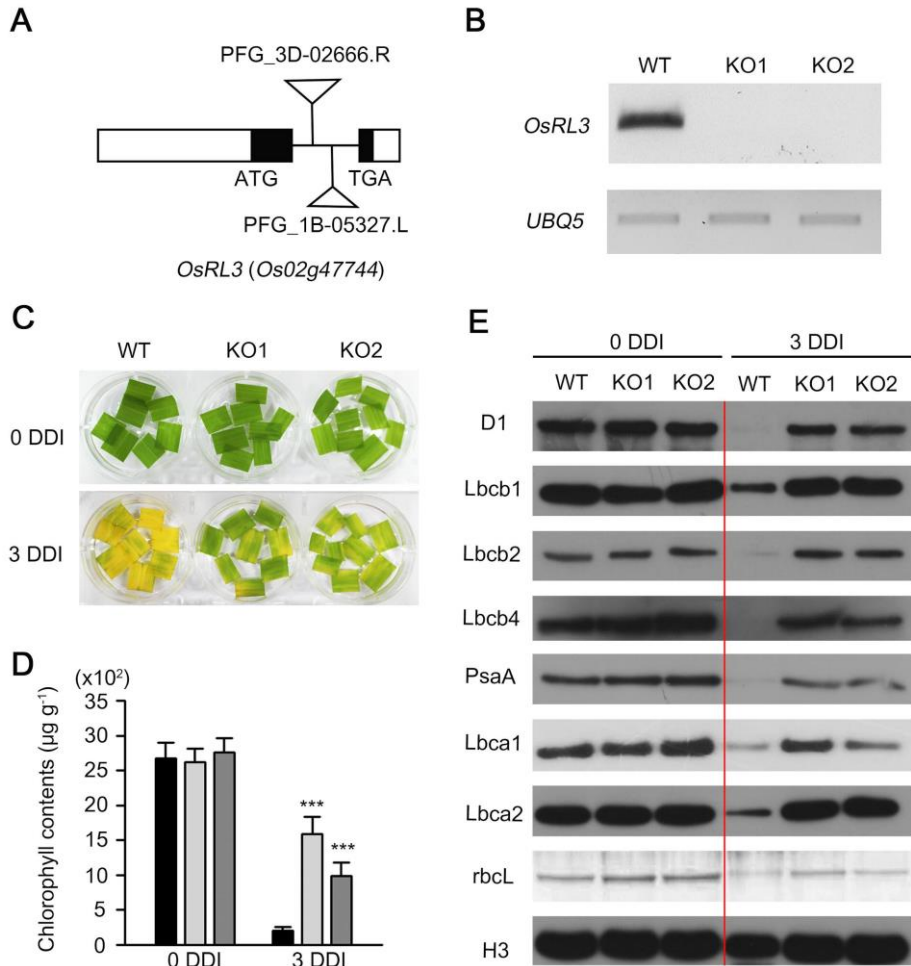 A
PFG_3D-02666.R
ATG TGA
PFG_1B-05327.L
OsRL3 (Os02g47744)
B
WT KO1 KO2
OsRL3
UBQ5
C
WT KO1 KO2
0 DDI
3 DDI
D
(x10²)
Chlorophyll contents (µg g⁻¹)
35
30
25
20
15
10
5
0
*** ***
0 DDI 3 DDI
E
0 DDI 3 DDI
WT KO1 KO2 WT KO1 KO2
D1
Lbcb1
Lbcb2
Lbcb4
PsaA
Lbca1
Lbca2
rbcL
H3